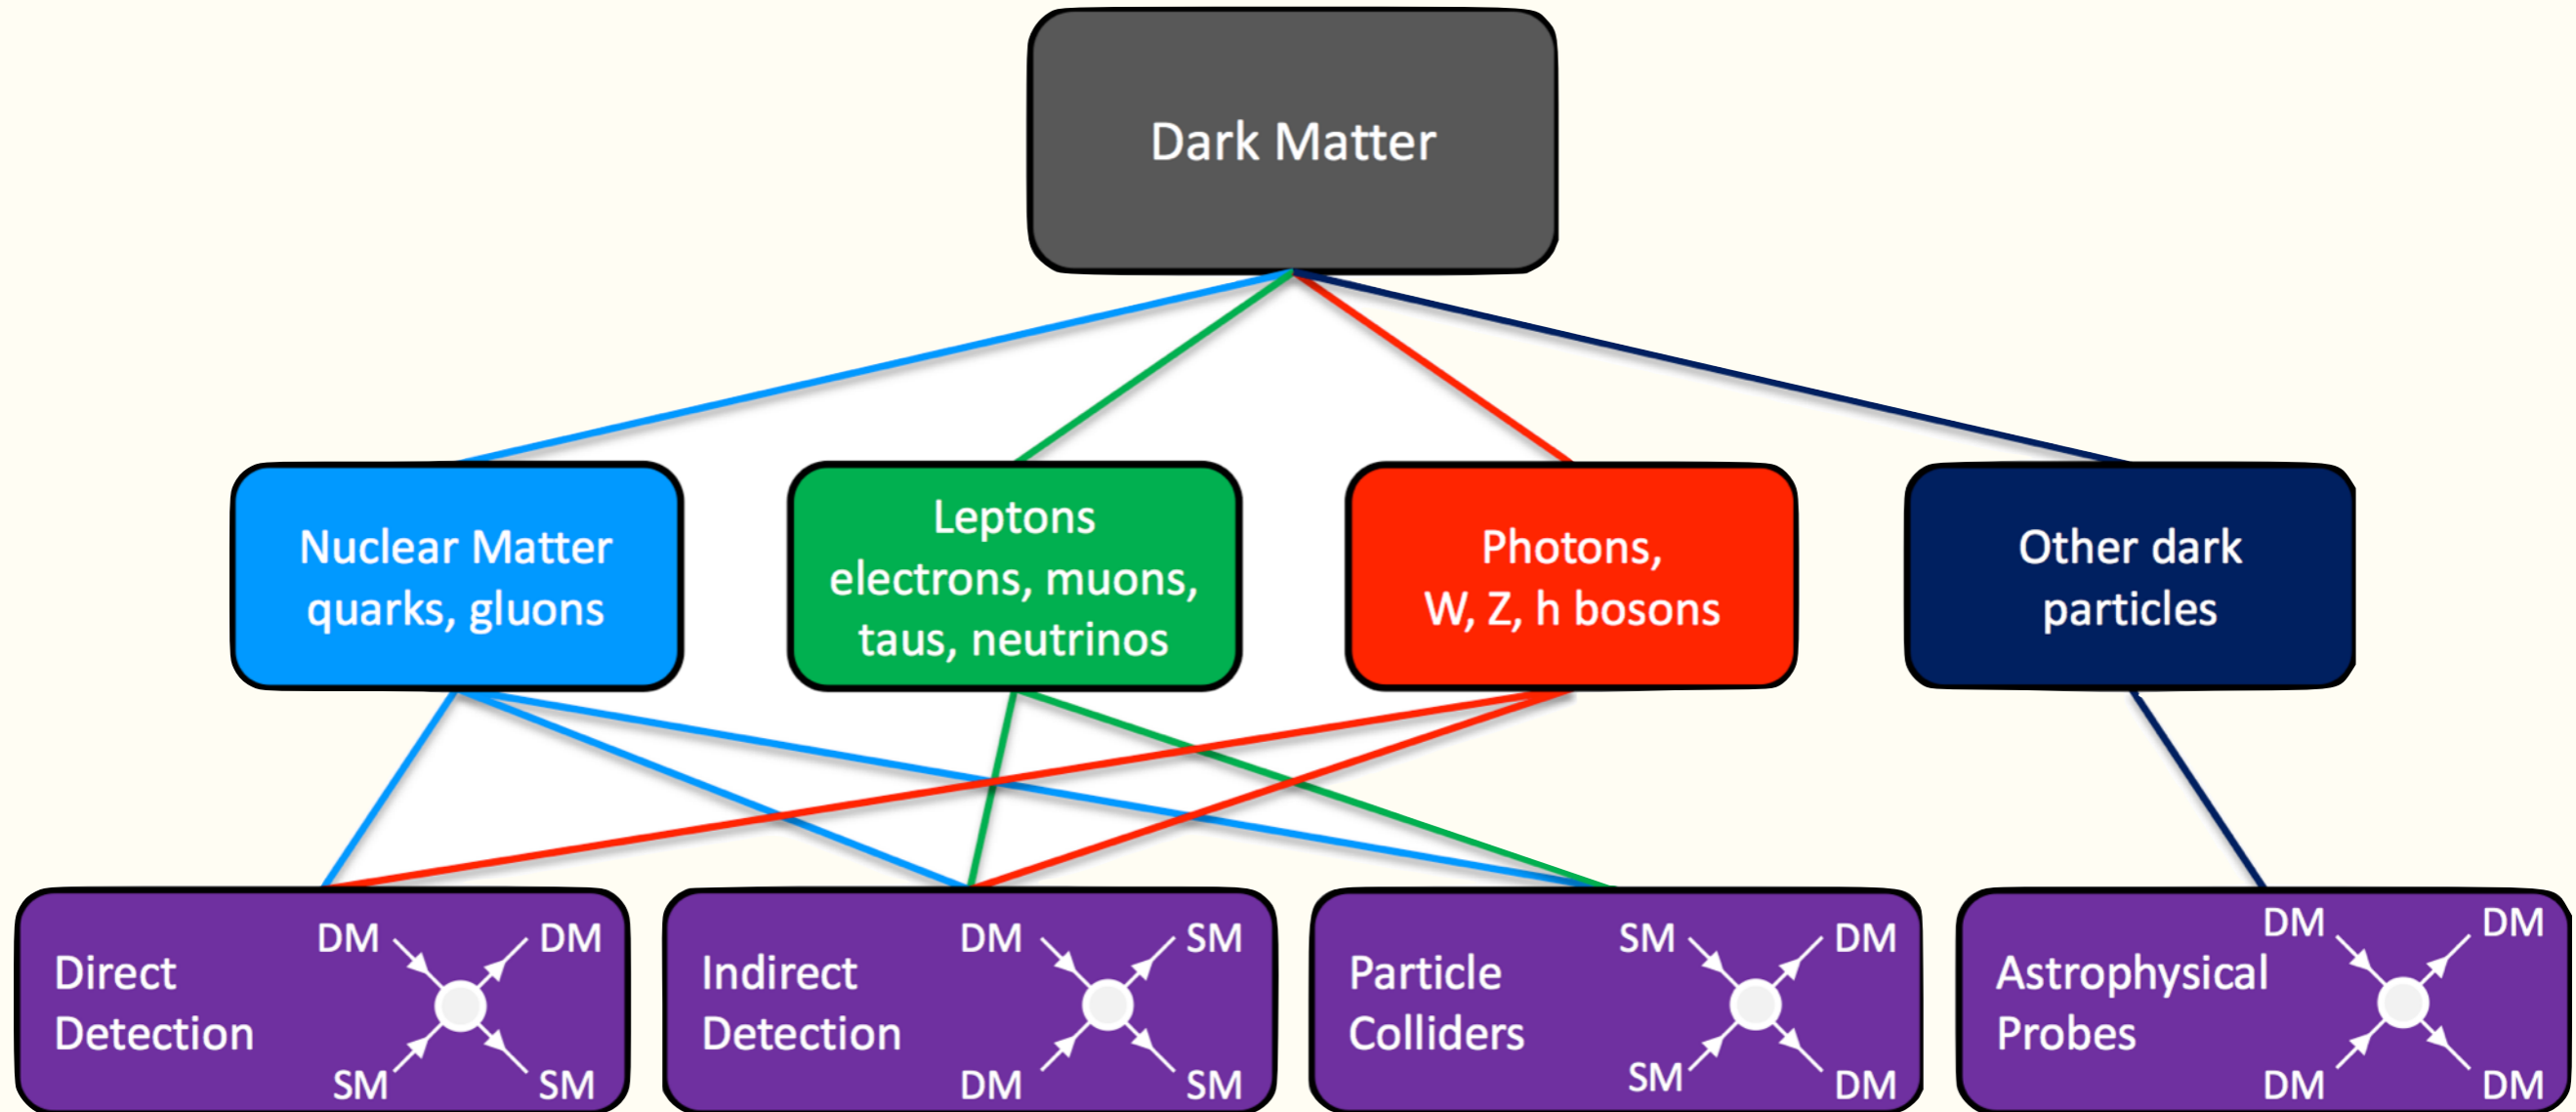 Dark Matter
Nuclear Matter
quarks, gluons
Leptons
electrons, muons,
taus, neutrinos
Photons,
W, Z, h bosons
Other dark
particles
Direct
Detection
DM
DM
SM
SM
Indirect
Detection
DM
SM
DM
SM
Particle
Colliders
SM
DM
SM
DM
Astrophysical
Probes
DM
DM
DM
DM